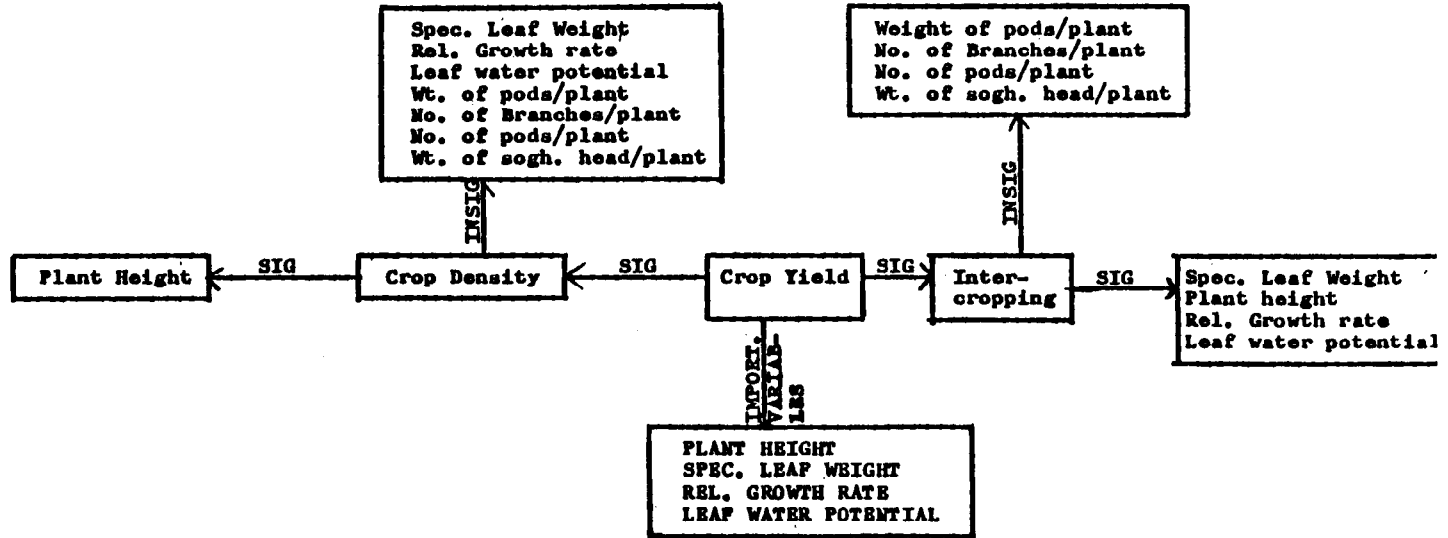 Spec. Leaf Weight
Rel. Growth rate
Leaf water potential
Wt. of pods/plant
No. of Branches/plant
No. of pods/plant
Wt. of sogh. head/plant
Weight of pods/plant
No. of Branches/plant
No. of pods/plant
Wt. of sogh. head/plant
INSIG
INSIG
Plant Height
SIG
Crop Density
SIG
Crop Yield
SIG
Inter-
cropping
SIG
Spec. Leaf Weight
Plant height
Rel. Growth rate
Leaf water potential
IMPORT.
VARIAB-
LES
PLANT HEIGHT
SPEC. LEAF WEIGHT
REL. GROWTH RATE
LEAF WATER POTENTIAL